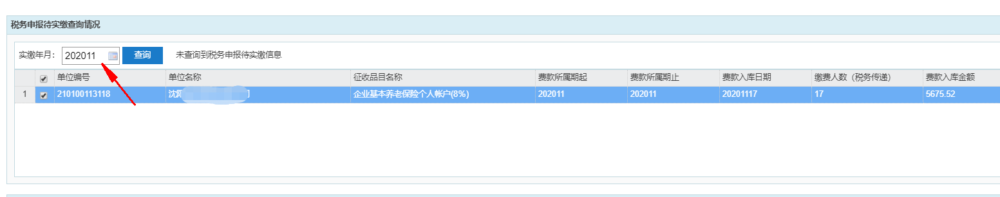 税务申报待实缴查询情况
实缴年月： 202011 查询 未查询到税务申报待实缴信息
单位编号 单位名称 征收品目名称 费款所属期起 费款所属期止 费款入库日期 缴费人数（税务传递） 费款入库金额
1 210100113118 沈阳 企业基本养老保险个人帐户(8%) 202011 202011 20201117 17 5675.52